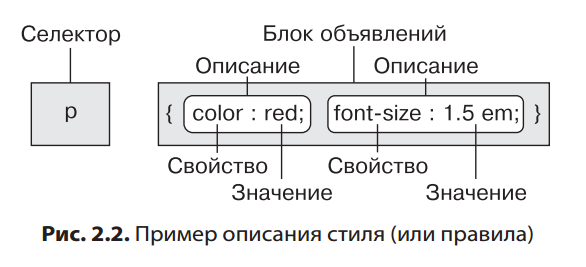 Селектор
Блок объявлений
Описание Описание
p { color : red; font-size : 1.5 em; }
Свойство Свойство
Значение Значение
Рис. 2.2. Пример описания стиля (или правила)